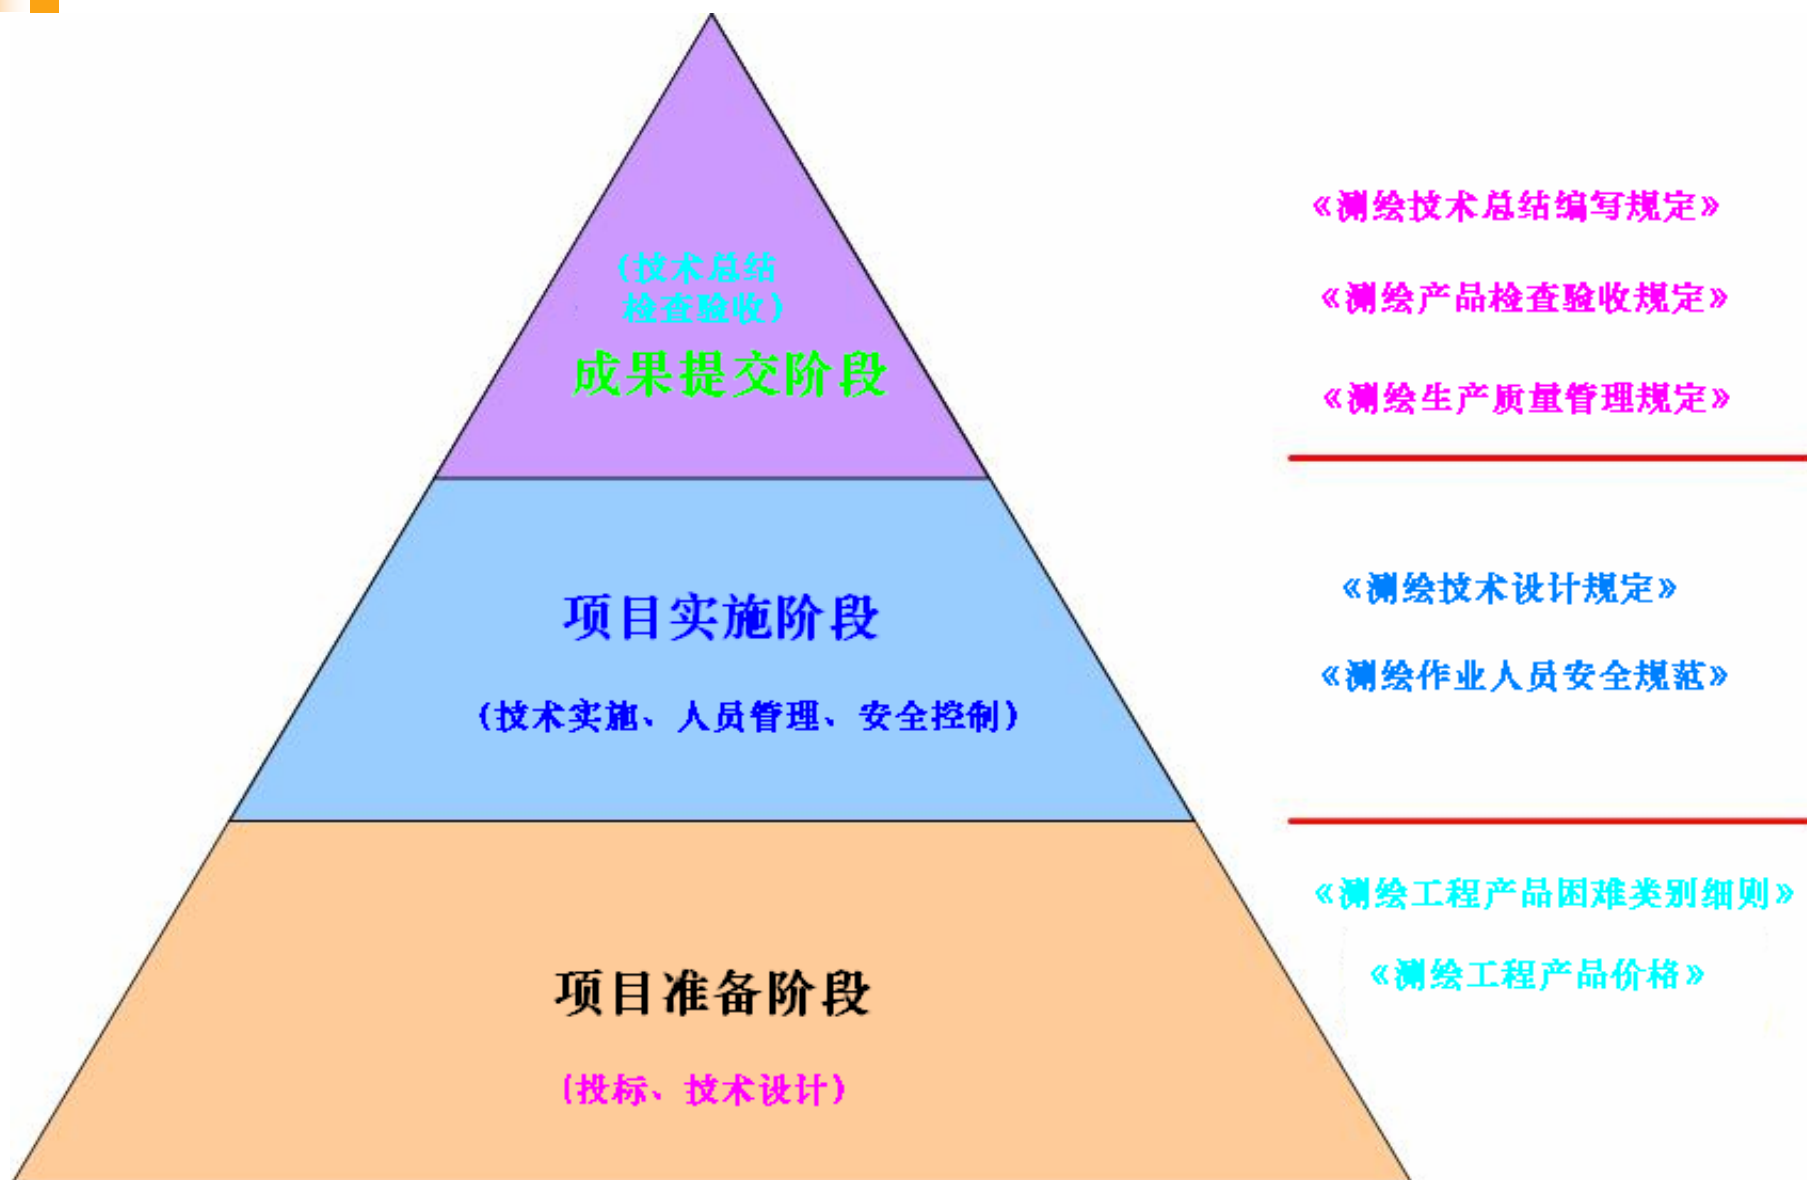 (技术总结
检查验收)
成果提交阶段
《测绘技术总结编写规定》
《测绘产品检查验收规定》
《测绘生产质量管理规定》
项目实施阶段
(技术实施、人员管理、安全控制)
《测绘技术设计规定》
《测绘作业人员安全规范》
项目准备阶段
(投标、技术设计)
《测绘工程产品困难类别细则》
《测绘工程产品价格》